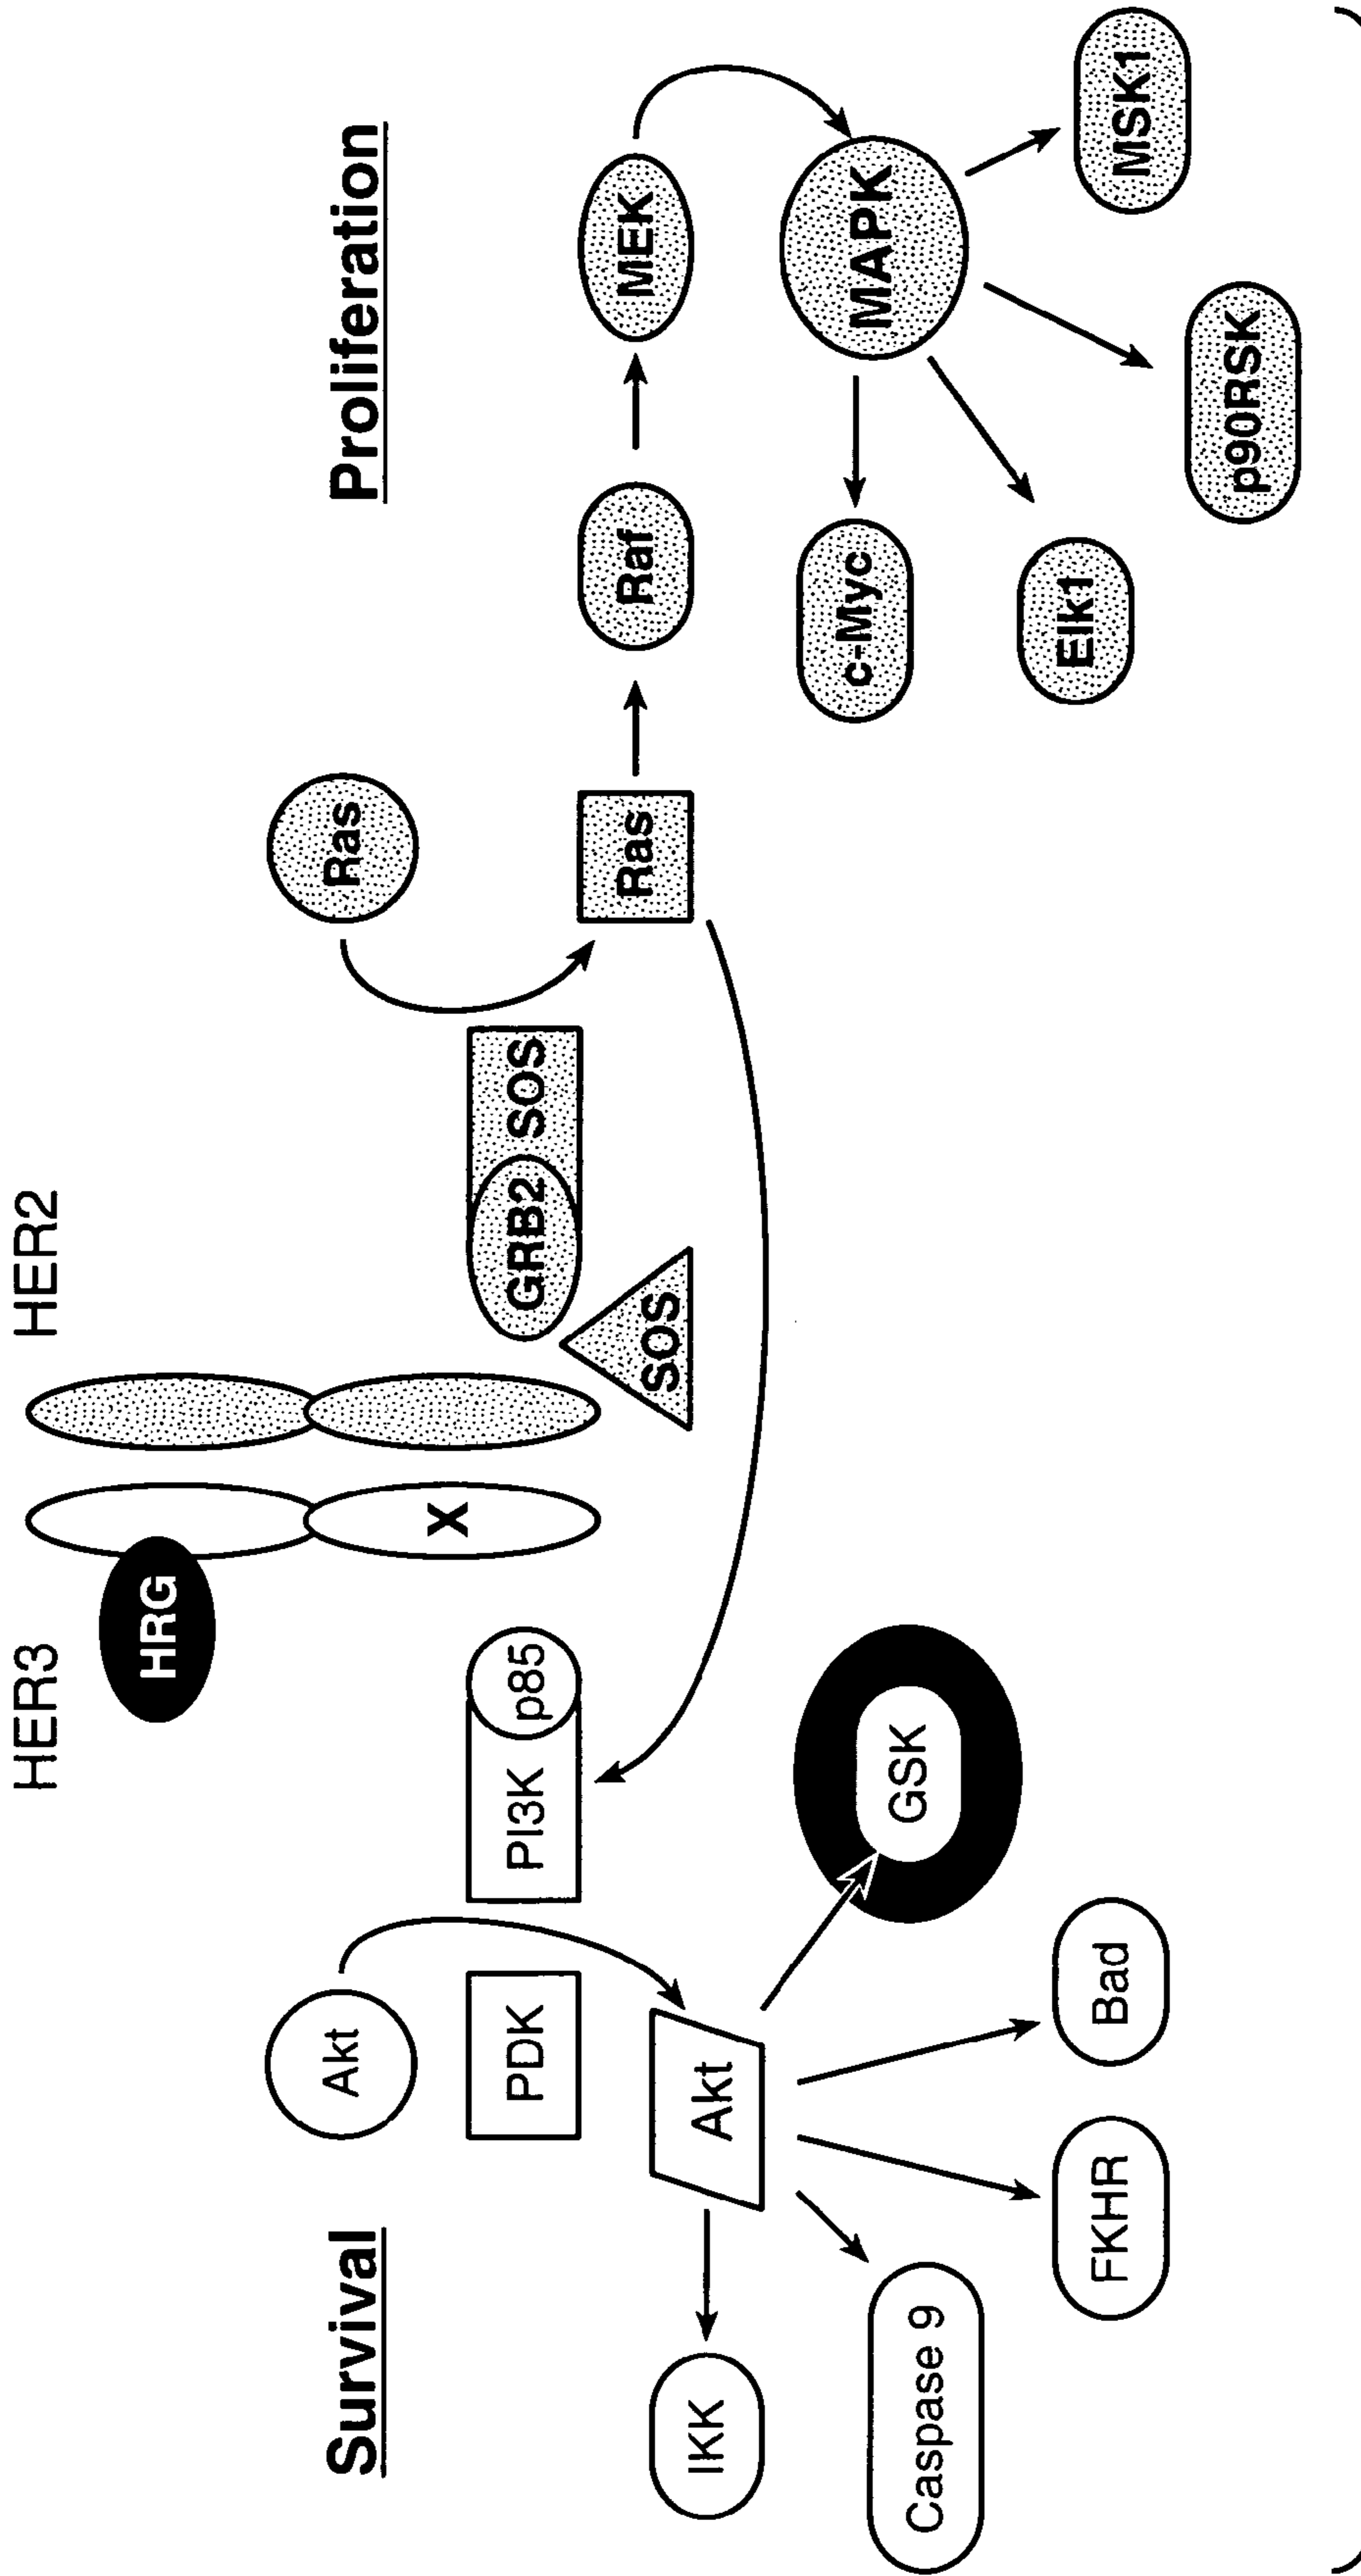 HER3
HER2
HRG
X
Survival
Proliferation
Akt
Ras
PDK
PI3K
p85
GRB2
SOS
SOS
Akt
Ras
Raf
MEK
IKK
GSK
c-Myc
MAPK
Caspase 9
FKHR
Bad
Elk1
p90RSK
MSK1